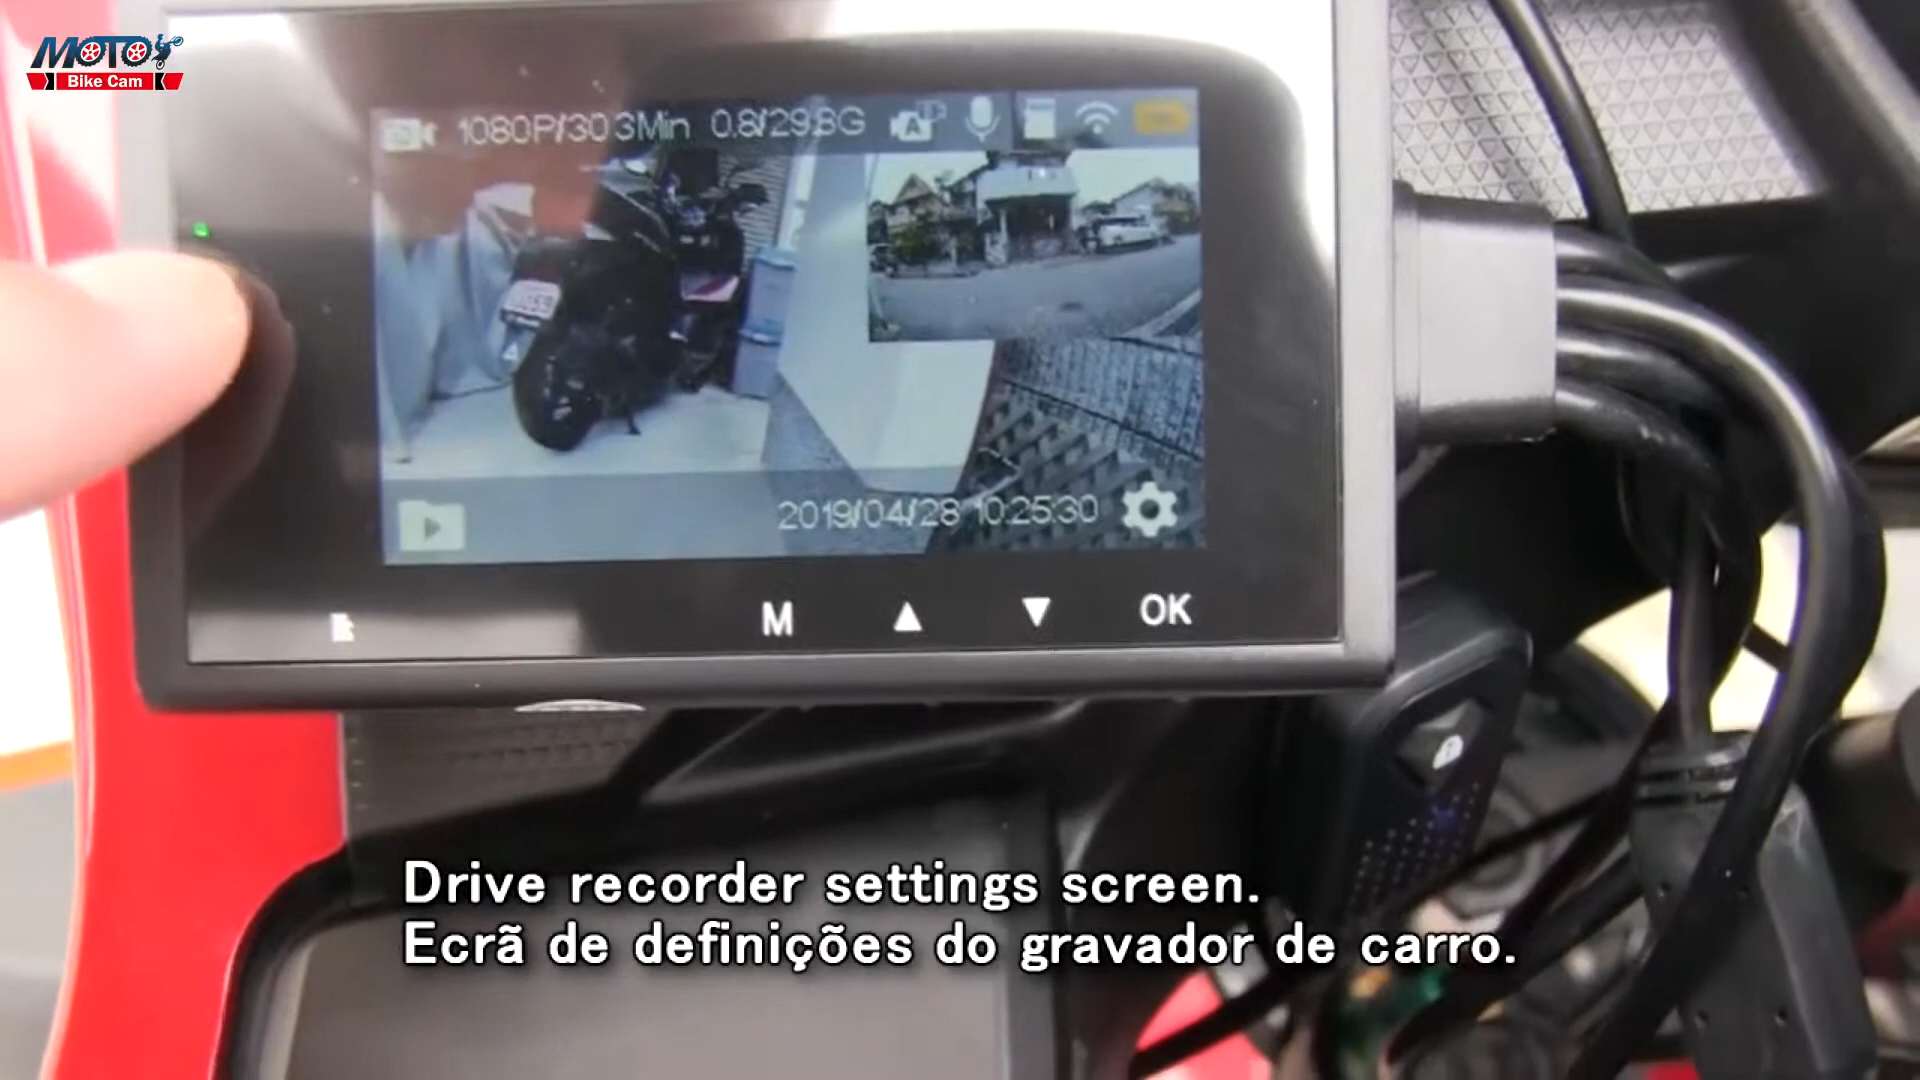 MOTO
Bike Cam
1080P/30 3Min 0.8/29.8G
A
2019/04/28 10:25:30
M ▲ ▼ OK
Drive recorder settings screen.
Ecrã de definições do gravador de carro.